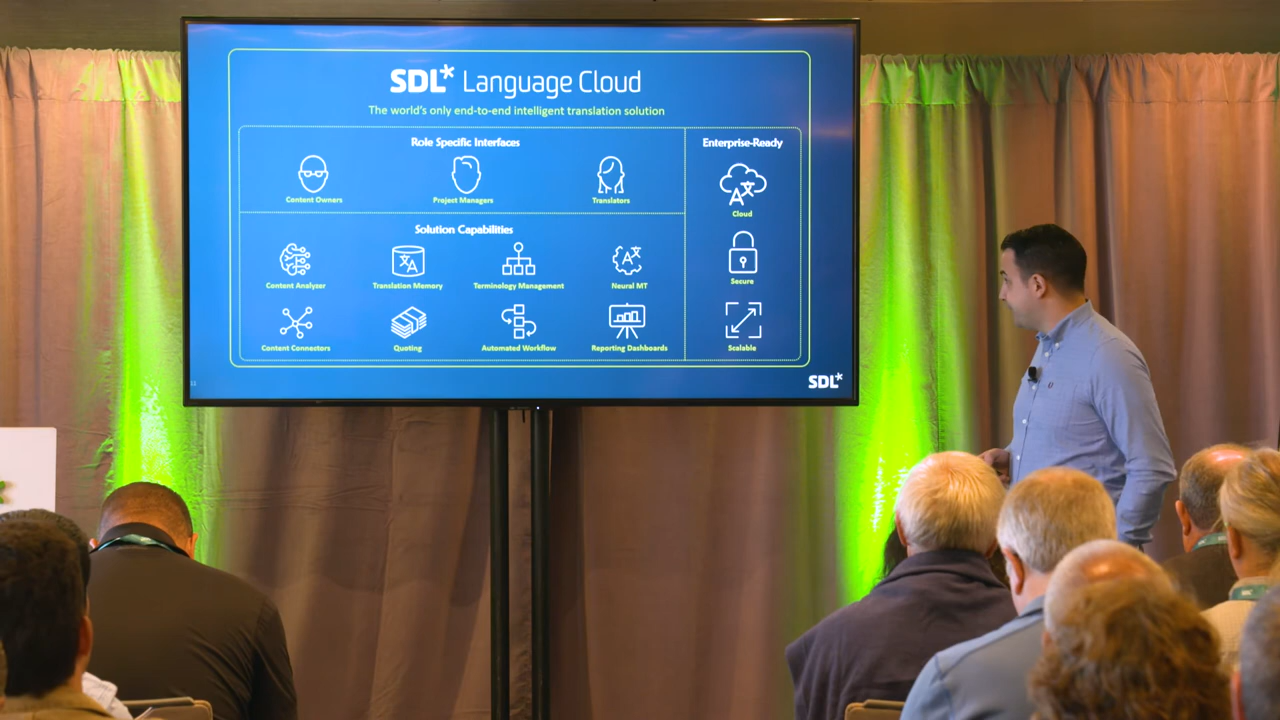 SDL* Language Cloud
The world's only end-to-end intelligent translation solution
Role Specific Interfaces
Content Owners
Project Managers
Translators
Solution Capabilities
Content Analyzer
Translation Memory
Terminology Management
Neural MT
Content Connectors
Quoting
Automated Workflow
Reporting Dashboards
Enterprise-Ready
Cloud
Secure
Scalable
SDL*